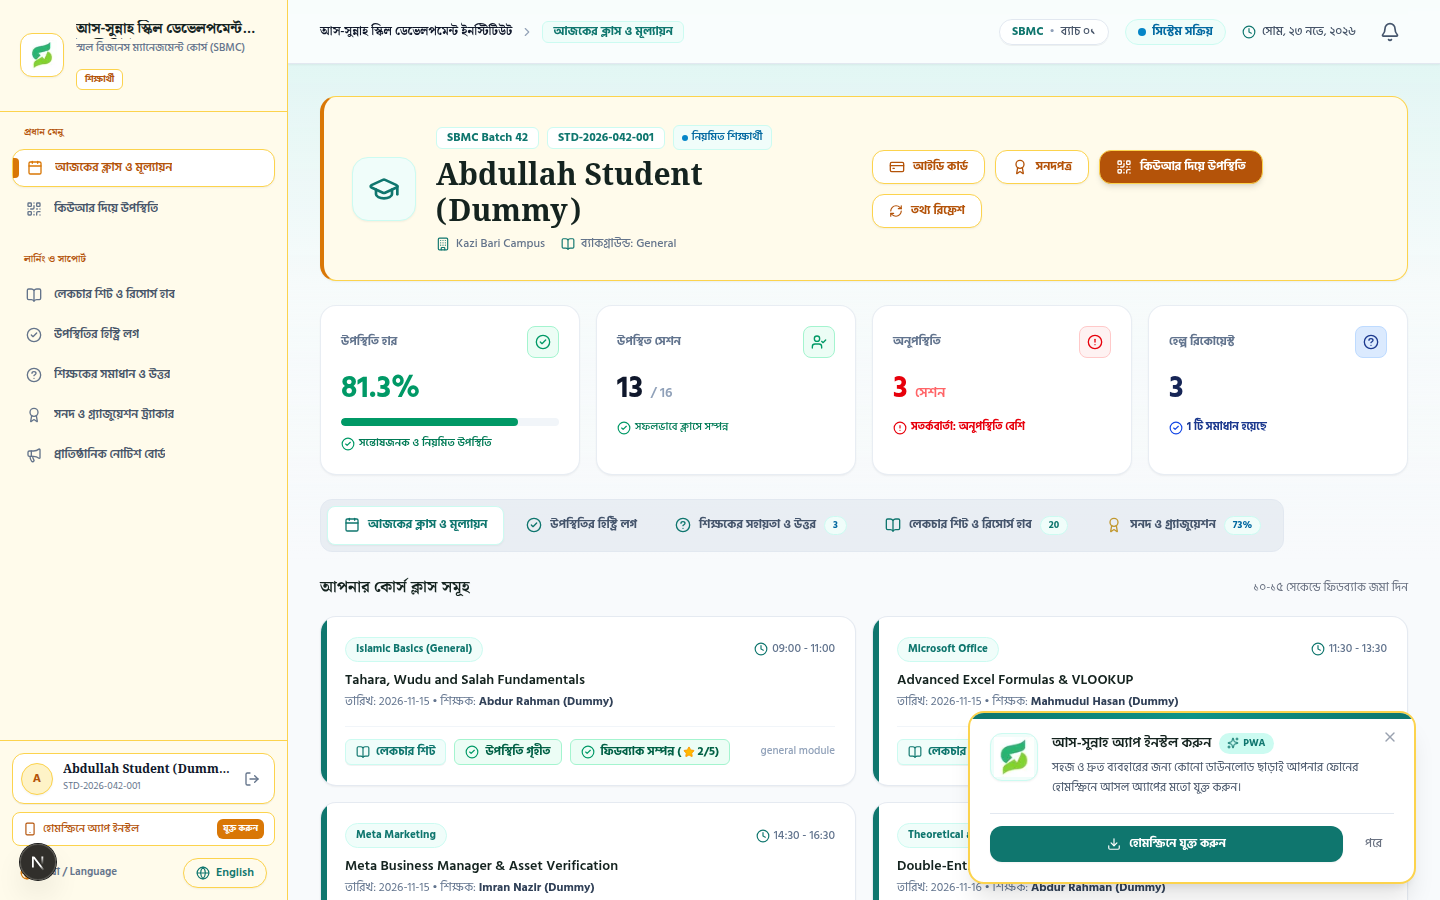 আস-সুন্নাহ স্কিল ডেভেলপমেন্ট...
স্মল বিজনেস ম্যানেজমেন্ট কোর্স (SBMC)
শিক্ষার্থী
প্রধান মেনু
আজকের ক্লাস ও মূল্যায়ন
কিউআর দিয়ে উপস্থিতি
লার্নিং ও সাপোর্ট
লেকচার শিট ও রিসোর্স হাব
উপস্থিতির হিস্ট্রি লগ
শিক্ষকের সমাধান ও উত্তর
সনদ ও গ্র্যাজুয়েশন ট্র্যাকার
প্রাতিষ্ঠানিক নোটিশ বোর্ড
A
Abdullah Student (Dumm...
STD-2026-042-001
হোমস্ক্রিনে অ্যাপ ইনস্টল
যুক্ত করুন
N
/ Language
English
আস-সুন্নাহ স্কিল ডেভেলপমেন্ট ইনস্টিটিউট
আজকের ক্লাস ও মূল্যায়ন
SBMC • ব্যাচ ০১
সিস্টেম সক্রিয়
সোম, ২৩ নভে, ২০২৬
SBMC Batch 42
STD-2026-042-001
নিয়মিত শিক্ষার্থী
Abdullah Student
(Dummy)
Kazi Bari Campus
ব্যাকগ্রাউন্ড: General
আইডি কার্ড
সনদপত্র
কিউআর দিয়ে উপস্থিতি
তথ্য রিফ্রেশ
উপস্থিতি হার
81.3%
সন্তোষজনক ও নিয়মিত উপস্থিতি
উপস্থিত সেশন
13 / 16
সফলভাবে ক্লাসে সম্পন্ন
অনুপস্থিতি
3 সেশন
সতর্কবার্তা: অনুপস্থিতি বেশি
হেল্প রিকোয়েস্ট
3
1 টি সমাধান হয়েছে
আজকের ক্লাস ও মূল্যায়ন
উপস্থিতির হিস্ট্রি লগ
শিক্ষকের সহায়তা ও উত্তর 3
লেকচার শিট ও রিসোর্স হাব 20
সনদ ও গ্র্যাজুয়েশন 73%
আপনার কোর্স ক্লাস সমূহ
১০-১৫ সেকেন্ডে ফিডব্যাক জমা দিন
Islamic Basics (General)
09:00 - 11:00
Tahara, Wudu and Salah Fundamentals
তারিখ: 2026-11-15 • শিক্ষক: Abdur Rahman (Dummy)
লেকচার শিট
উপস্থিতি গৃহীত
ফিডব্যাক সম্পন্ন (⭐ 2/5)
general module
Microsoft Office
11:30 - 13:30
Advanced Excel Formulas & VLOOKUP
তারিখ: 2026-11-15 • শিক্ষক: Mahmudul Hasan (Dummy)
লেকচার
Meta Marketing
14:30 - 16:30
Meta Business Manager & Asset Verification
তারিখ: 2026-11-15 • শিক্ষক: Imran Nazir (Dummy)
Theoretical
Double-Ent
তারিখ: 2026-11-16 • শিক্ষক: Abdur Rahman (Dummy)
আস-সুন্নাহ অ্যাপ ইনস্টল করুন
PWA
সহজ ও দ্রুত ব্যবহারের জন্য কোনো ডাউনলোড ছাড়াই আপনার ফোনের
হোমস্ক্রিনে আসল অ্যাপের মতো যুক্ত করুন।
হোমস্ক্রিনে যুক্ত করুন
পরে